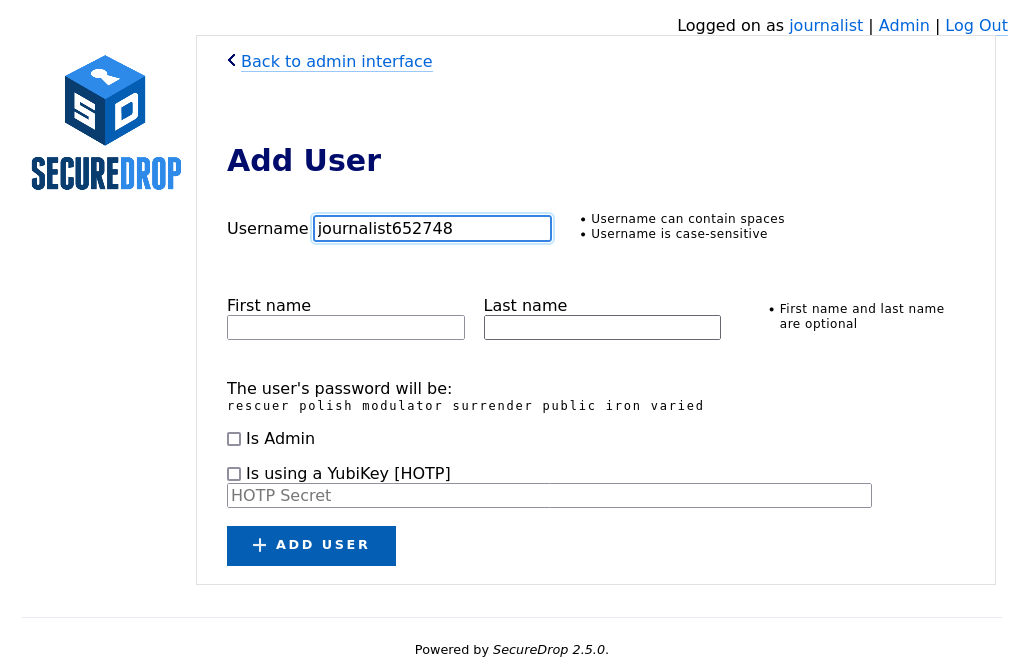 Logged on as journalist | Admin | Log Out
Back to admin interface
SD
SECUREDROP
Add User
Username journalist652748
• Username can contain spaces
• Username is case-sensitive
First name
Last name
• First name and last name
are optional
The user's password will be:
rescuer polish modulator surrender public iron varied
Is Admin
Is using a YubiKey [HOTP]
HOTP Secret
+ ADD USER
Powered by SecureDrop 2.5.0.